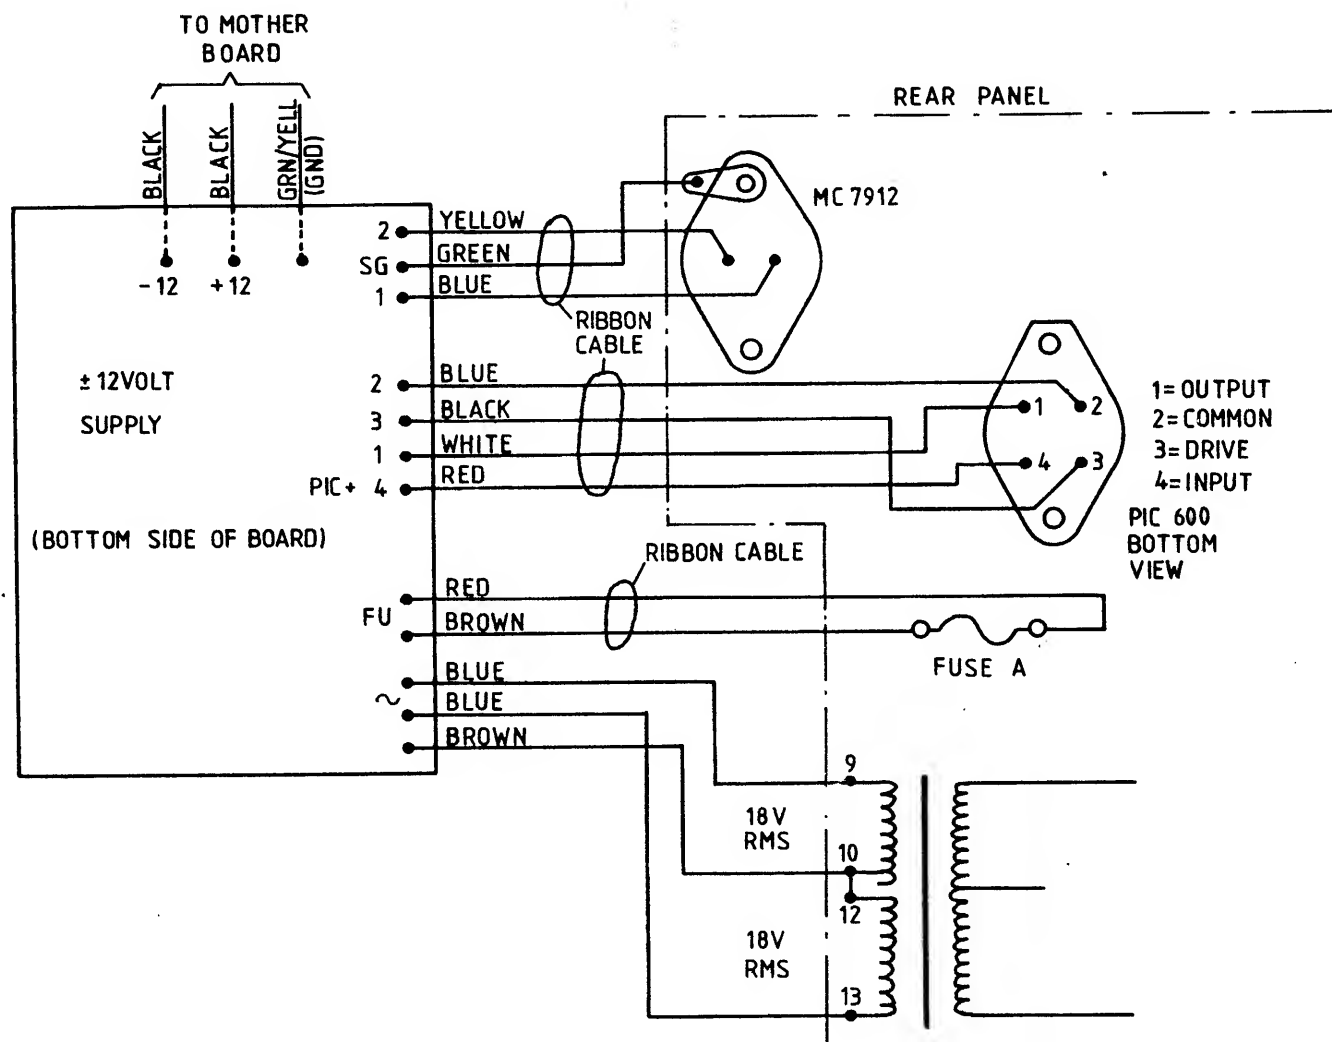 TO MOTHER
BOARD
REAR PANEL
BLACK
BLACK
GRN/YELL
(GND)
MC7912
-12
+12
2
YELLOW
SG
GREEN
1
BLUE
RIBBON
CABLE
±12VOLT
SUPPLY
2
BLUE
3
BLACK
1
WHITE
PIC+ 4
RED
1
2
4
3
1=OUTPUT
2=COMMON
3=DRIVE
4=INPUT
PIC 600
BOTTOM
VIEW
(BOTTOM SIDE OF BOARD)
RIBBON CABLE
FU
RED
BROWN
FUSE A
~
BLUE
BLUE
BROWN
9
18V
RMS
10
12
18V
RMS
13